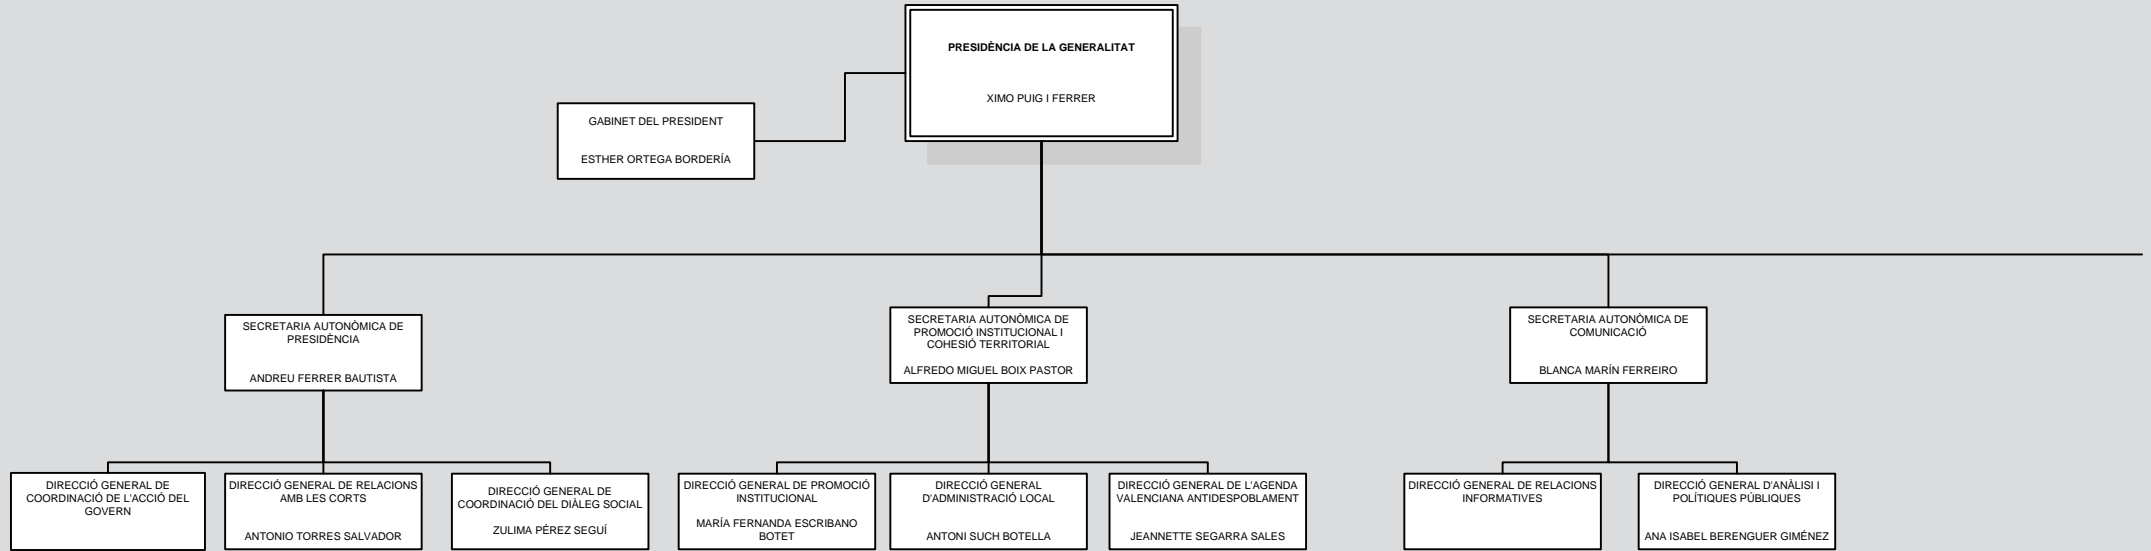 PRESIDÈNCIA DE LA GENERALITAT
XIMO PUIG I FERRER
GABINET DEL PRESIDENT
ESTHER ORTEGA BORDERÍA
SECRETARIA AUTONÒMICA DE
PRESIDÈNCIA
ANDREU FERRER BAUTISTA
SECRETARIA AUTONÒMICA DE
PROMOCIÓ INSTITUCIONAL I
COHESIÓ TERRITORIAL
ALFREDO MIGUEL BOIX PASTOR
SECRETARIA AUTONÒMICA DE
COMUNICACIÓ
BLANCA MARÍN FERREIRO
DIRECCIÓ GENERAL DE
COORDINACIÓ DE L'ACCIÓ DEL
GOVERN
DIRECCIÓ GENERAL DE RELACIONS
AMB LES CORTS
ANTONIO TORRES SALVADOR
DIRECCIÓ GENERAL DE
COORDINACIÓ DEL DIÀLEG SOCIAL
ZULIMA PÉREZ SEGUÍ
DIRECCIÓ GENERAL DE PROMOCIÓ
INSTITUCIONAL
MARÍA FERNANDA ESCRIBANO
BOTET
DIRECCIÓ GENERAL
D'ADMINISTRACIÓ LOCAL
ANTONI SUCH BOTELLA
DIRECCIÓ GENERAL DE L'AGENDA
VALENCIANA ANTIDESPOBLAMENT
JEANNETTE SEGARRA SALES
DIRECCIÓ GENERAL DE RELACIONS
INFORMATIVES
DIRECCIÓ GENERAL D'ANÀLISI I
POLÍTIQUES PÚBLIQUES
ANA ISABEL BERENGUER GIMÉNEZ